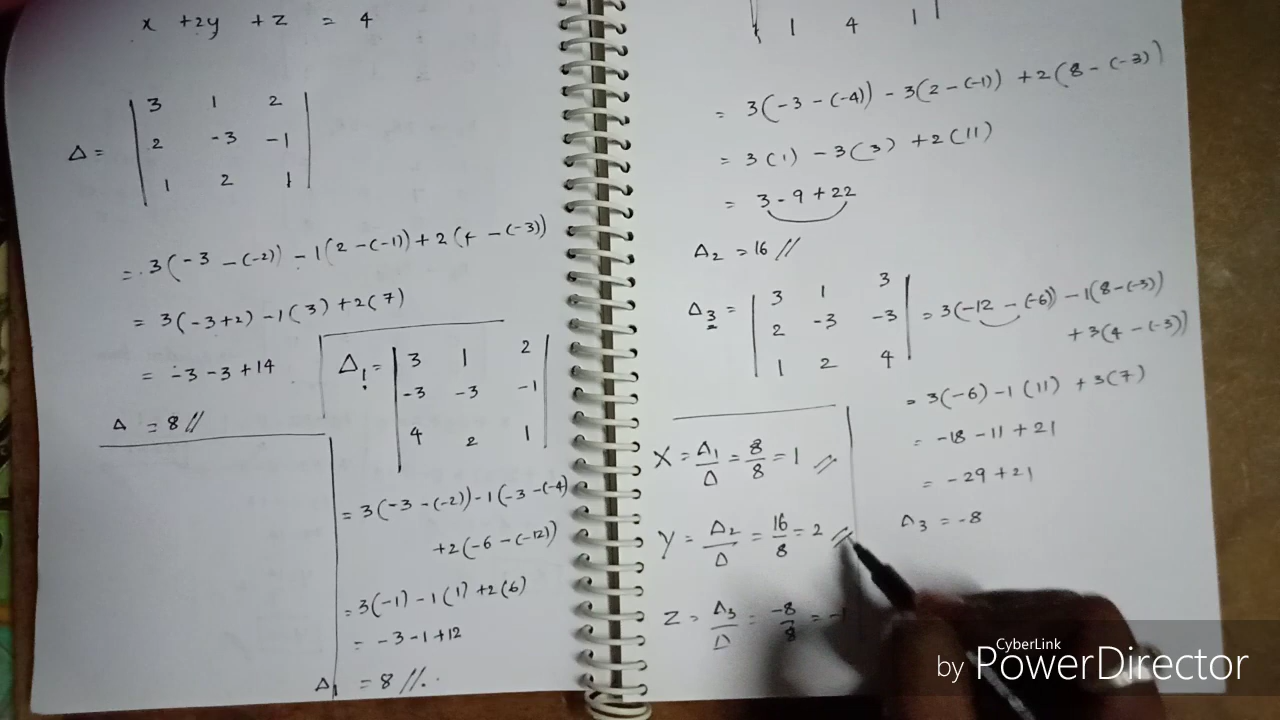 x + 2y + z = 4
Δ = | 3 1 2 |
| 2 -3 -1 |
| 1 2 1 |
= 3(-3 -(-2)) - 1(2-(-1)) + 2(4 -(-3))
= 3(-3+2) - 1(3) + 2(7)
= -3 - 3 + 14
Δ = 8 //
Δ1 = | 3 1 2 |
| -3 -3 -1 |
| 4 2 1 |
= 3(-3 -(-2)) - 1(-3 -(-4)
+ 2(-6 -(-12))
= 3(-1) - 1(1) + 2(6)
= -3 - 1 + 12
Δ1 = 8 //.
| 1 4 1 |
= 3(-3 -(-4)) - 3(2 -(-1)) + 2(8 -(-3))
= 3(1) - 3(3) + 2(11)
= 3 - 9 + 22
Δ2 = 16 //
Δ3 = | 3 1 3 | = 3(-12 -(-6)) - 1(8-(-3))
| 2 -3 -3 | + 3(4 -(-3))
| 1 2 4 |
= 3(-6) - 1(11) + 3(7)
= -18 - 11 + 21
= -29 + 21
Δ3 = -8
X = Δ1/Δ = 8/8 = 1 //
Y = Δ2/Δ = 16/8 = 2 //
Z = Δ3/Δ = -8/8 = -1
CyberLink
by PowerDirector